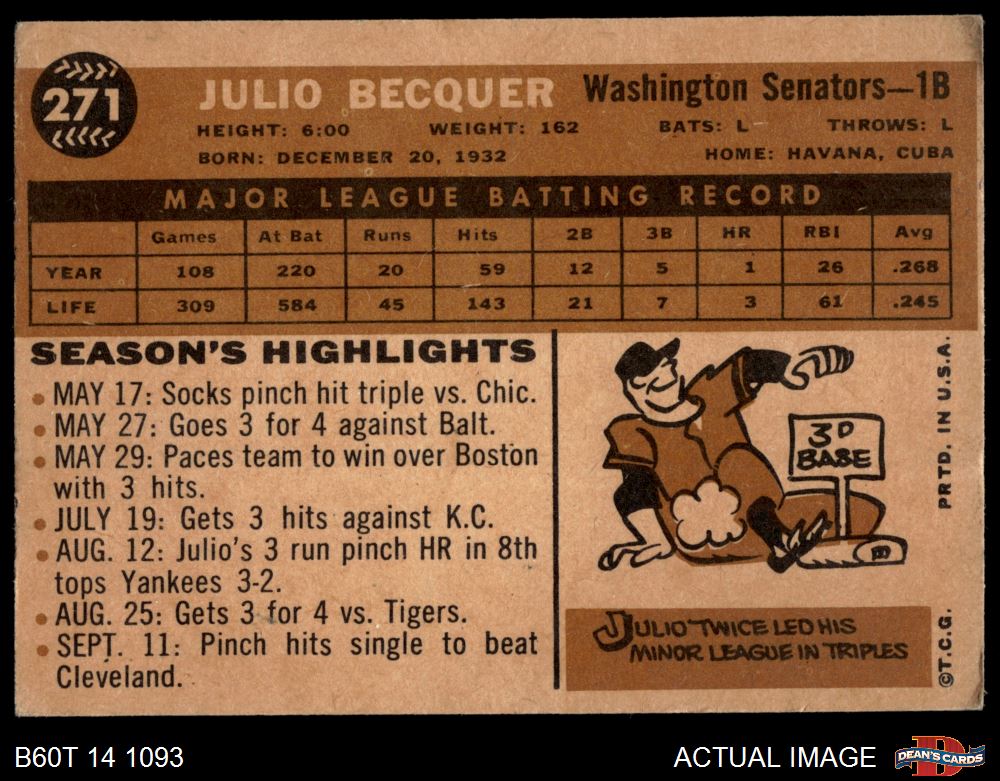 271
JULIO BECQUER Washington Senators—1B
HEIGHT: 6:00 WEIGHT: 162 BATS: L THROWS: L
BORN: DECEMBER 20, 1932 HOME: HAVANA, CUBA
MAJOR LEAGUE BATTING RECORD
Games At Bat Runs Hits 2B 3B HR RBI Avg
YEAR 108 220 20 59 12 5 1 26 .268
LIFE 309 584 45 143 21 7 3 61 .245
SEASON'S HIGHLIGHTS
• MAY 17: Socks pinch hit triple vs. Chic.
• MAY 27: Goes 3 for 4 against Balt.
• MAY 29: Paces team to win over Boston
with 3 hits.
• JULY 19: Gets 3 hits against K.C.
• AUG. 12: Julio's 3 run pinch HR in 8th
tops Yankees 3-2.
• AUG. 25: Gets 3 for 4 vs. Tigers.
• SEPT. 11: Pinch hits single to beat
Cleveland.
3D
BASE
JULIO TWICE LED HIS
MINOR LEAGUE IN TRIPLES
PRTD. IN U.S.A.
©T.C.G.
B60T 14 1093
ACTUAL IMAGE
DEAN'S CARDS